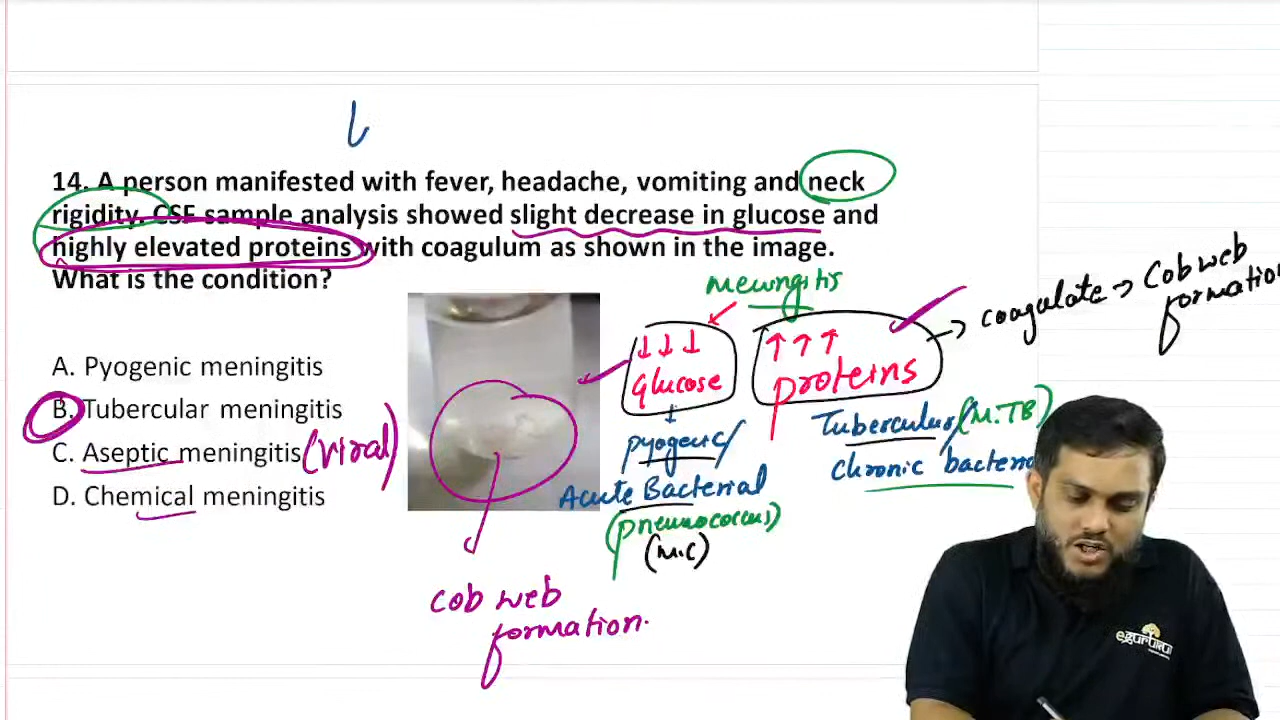 14. A person manifested with fever, headache, vomiting and neck
rigidity. CSF sample analysis showed slight decrease in glucose and
highly elevated proteins with coagulum as shown in the image.
What is the condition?
A. Pyogenic meningitis
B. Tubercular meningitis
C. Aseptic meningitis (viral)
D. Chemical meningitis
Meningitis
↓ ↓ ↓
glucose
↓
pyogenic/
Acute Bacterial
(pneumococcus)
(M.C)
↑ ↑ ↑
proteins
→ coagulate → Cobweb
formation
Tubercular/(M.TB)
chronic bacteria
cob web
formation.
egurukul